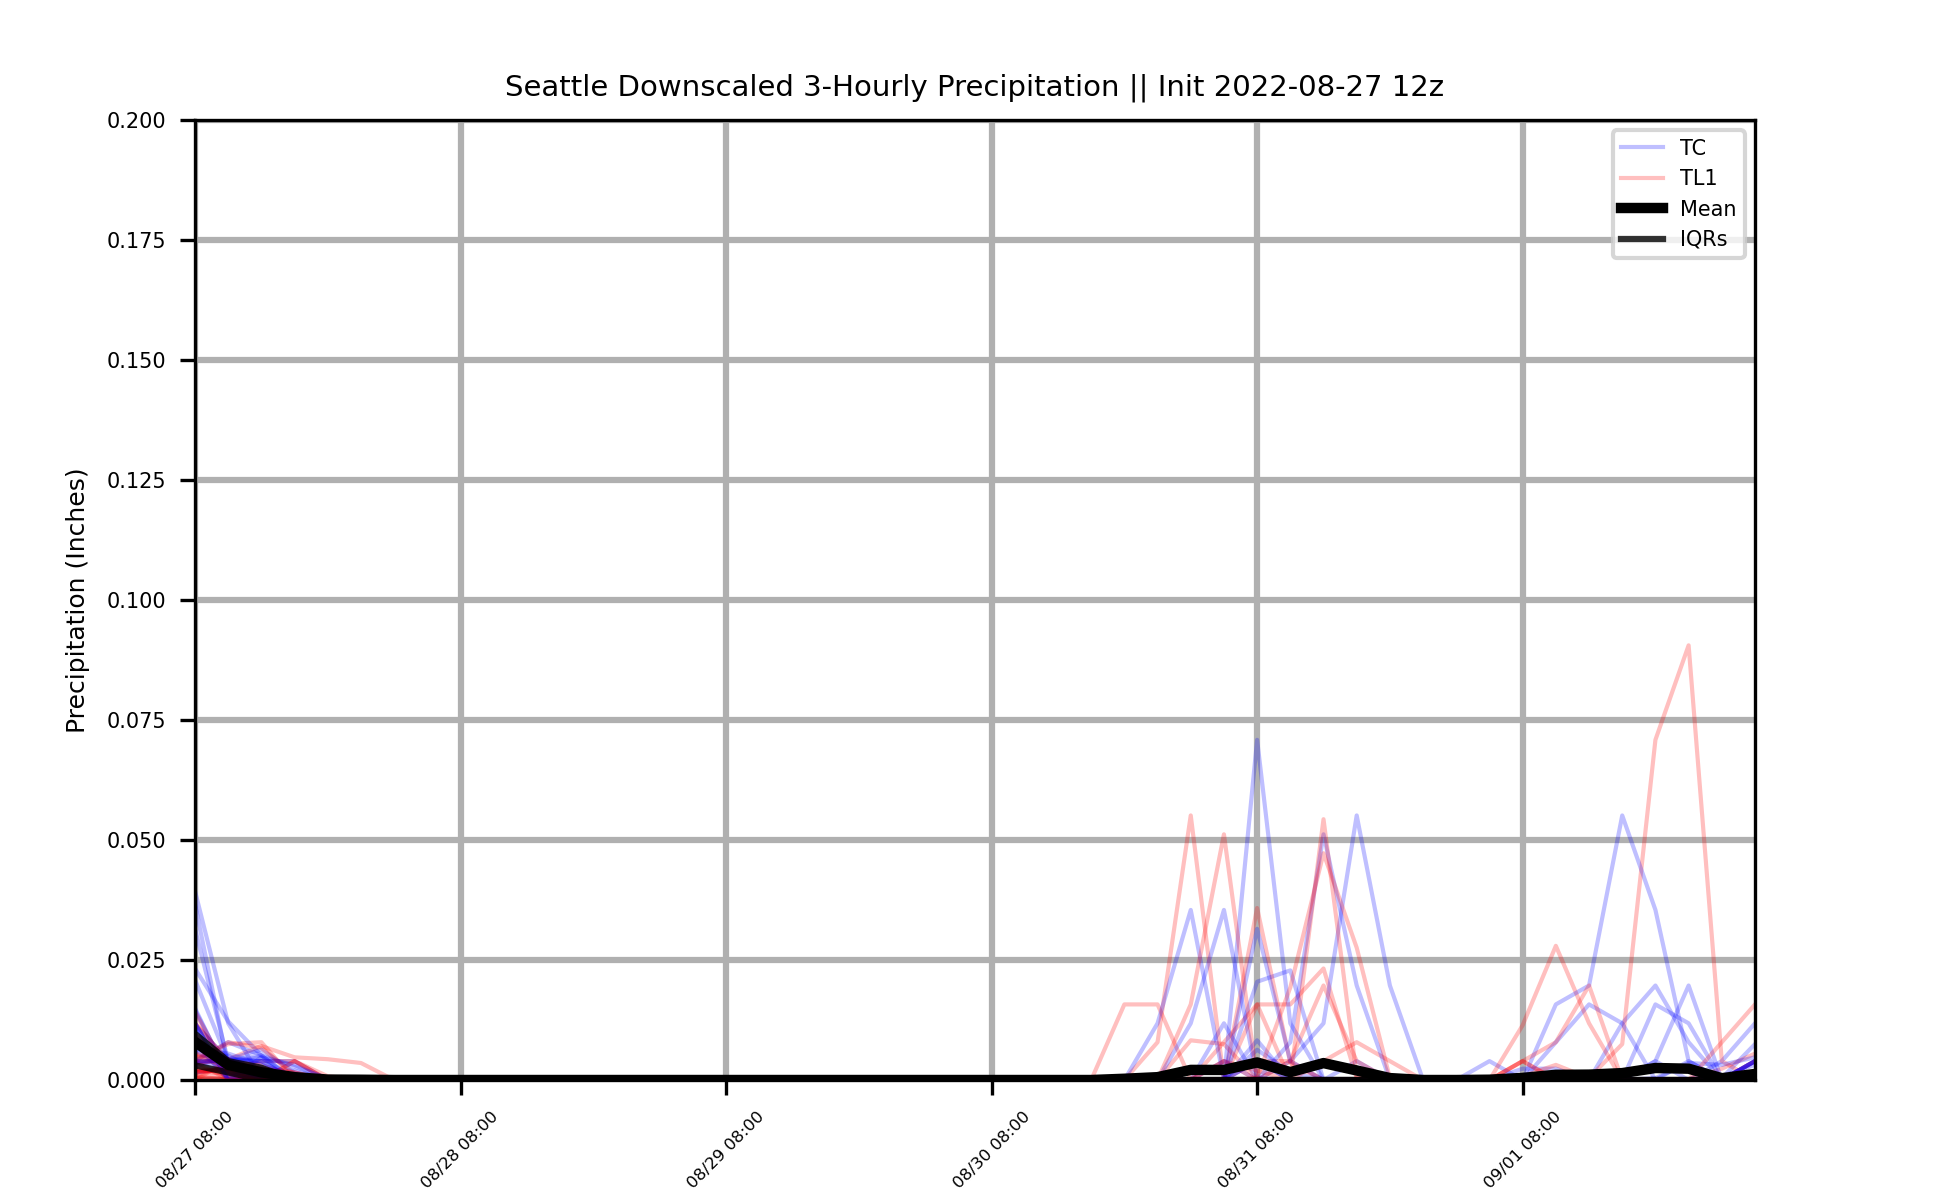 Seattle Downscaled 3-Hourly Precipitation || Init 2022-08-27 12z
0.200
0.175
0.150
0.125
0.100
0.075
0.050
0.025
0.000
Precipitation (Inches)
TC
TL1
Mean
IQRs
08/27 08:00
08/28 08:00
08/29 08:00
08/30 08:00
08/31 08:00
09/01 08:00